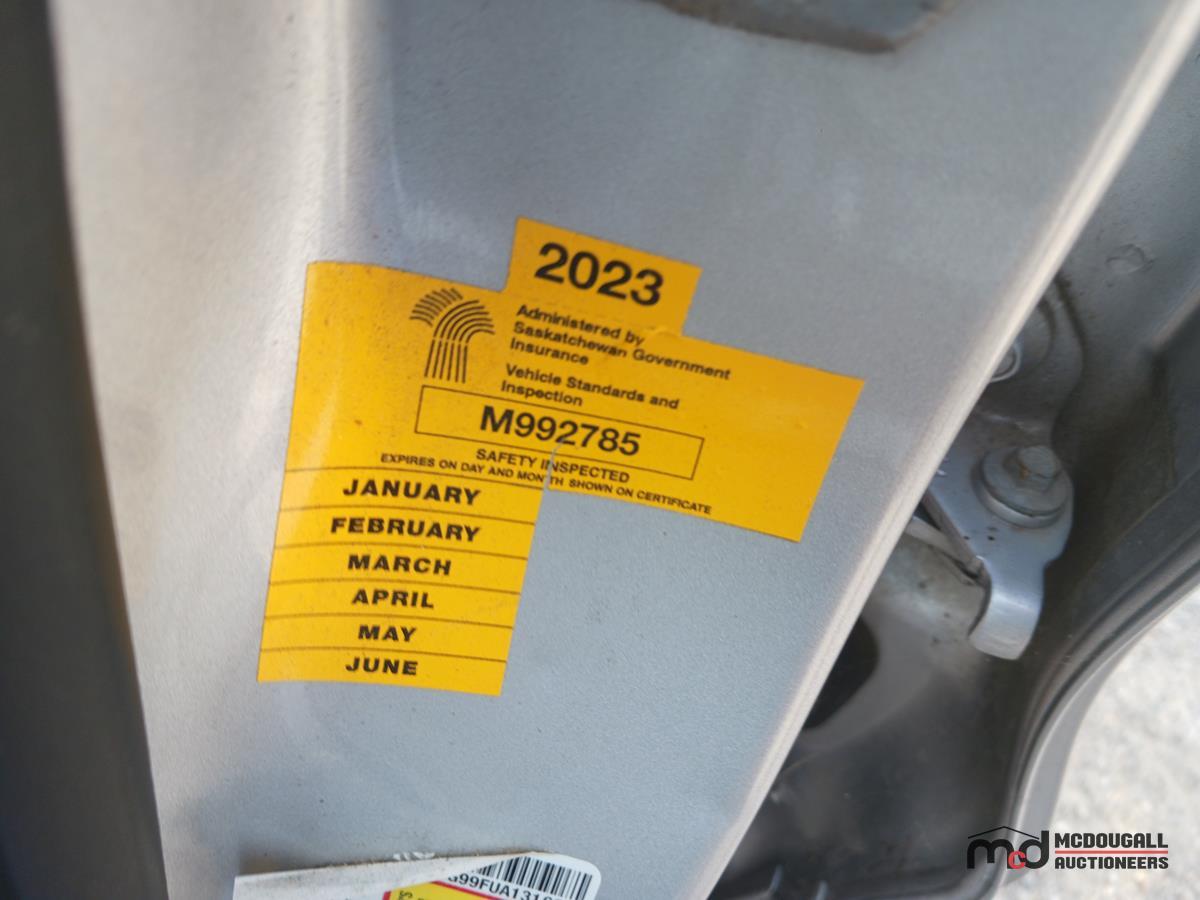 2023
Administered by
Saskatchewan Government
Insurance
Vehicle Standards and
Inspection
M992785
SAFETY INSPECTED
EXPIRES ON DAY AND MONTH SHOWN ON CERTIFICATE
JANUARY
FEBRUARY
MARCH
APRIL
MAY
JUNE
mcd MCDOUGALL
AUCTIONEERS